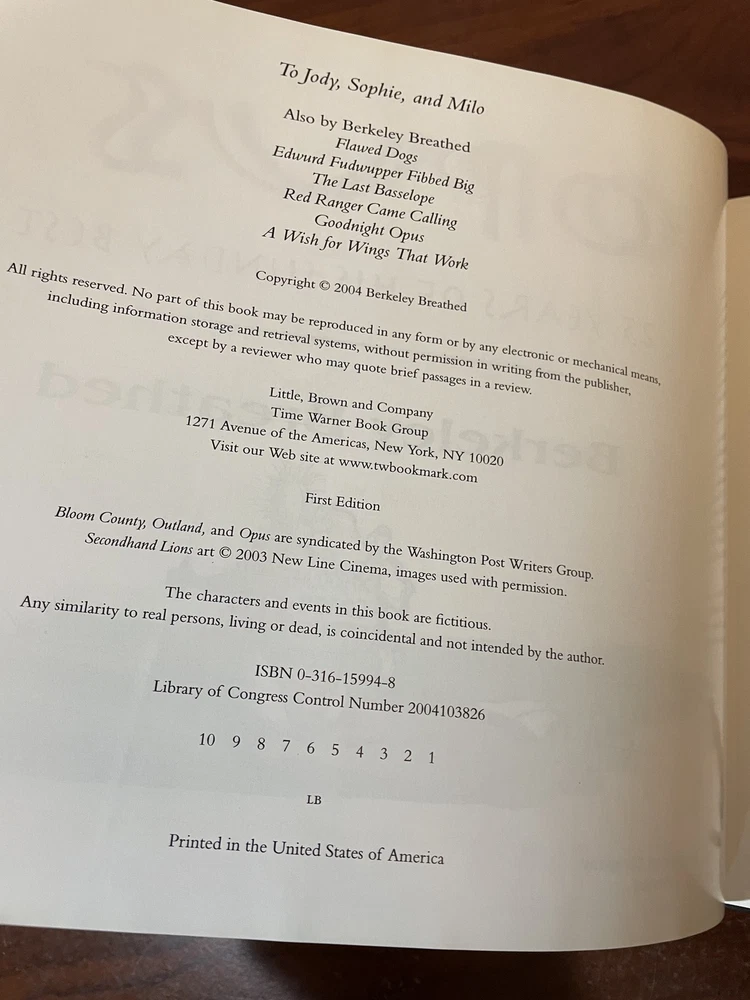 To Jody, Sophie, and Milo
Also by Berkeley Breathed
Flawed Dogs
Edwurd Fudwupper Fibbed Big
The Last Basselope
Red Ranger Came Calling
Goodnight Opus
A Wish for Wings That Work
Copyright © 2004 Berkeley Breathed
All rights reserved. No part of this book may be reproduced in any form or by any electronic or mechanical means,
including information storage and retrieval systems, without permission in writing from the publisher,
except by a reviewer who may quote brief passages in a review.
Little, Brown and Company
Time Warner Book Group
1271 Avenue of the Americas, New York, NY 10020
Visit our Web site at www.twbookmark.com
First Edition
Bloom County, Outland, and Opus are syndicated by the Washington Post Writers Group.
Secondhand Lions art © 2003 New Line Cinema, images used with permission.
The characters and events in this book are fictitious.
Any similarity to real persons, living or dead, is coincidental and not intended by the author.
ISBN 0-316-15994-8
Library of Congress Control Number 2004103826
10 9 8 7 6 5 4 3 2 1
LB
Printed in the United States of America